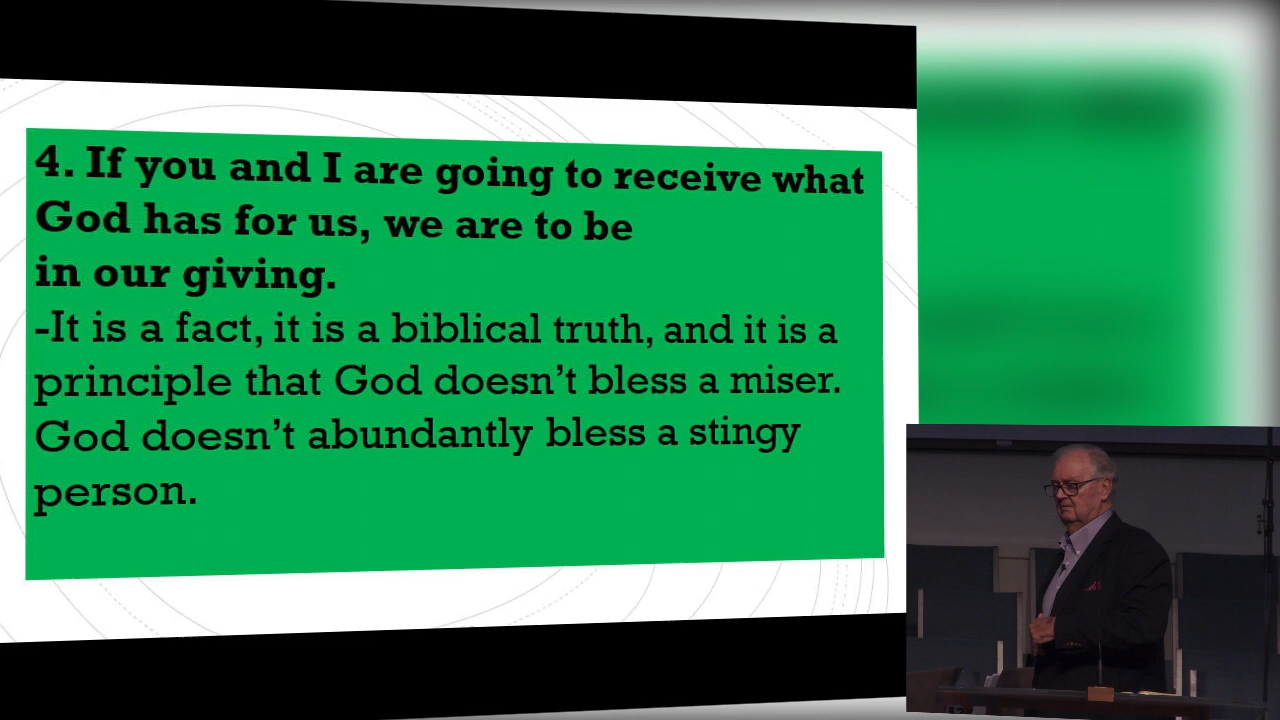 4. If you and I are going to receive what
God has for us, we are to be
in our giving.
-It is a fact, it is a biblical truth, and it is a
principle that God doesn’t bless a miser.
God doesn’t abundantly bless a stingy
person.